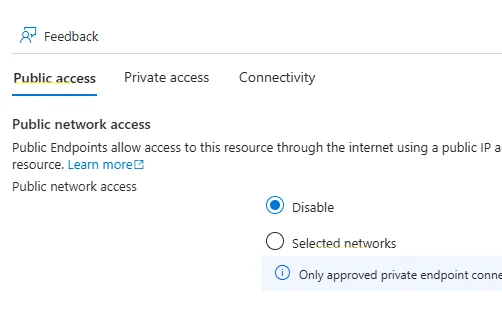 Feedback
Public access Private access Connectivity
Public network access
Public Endpoints allow access to this resource through the internet using a public IP a
resource. Learn more
Public network access
Disable
Selected networks
Only approved private endpoint conne